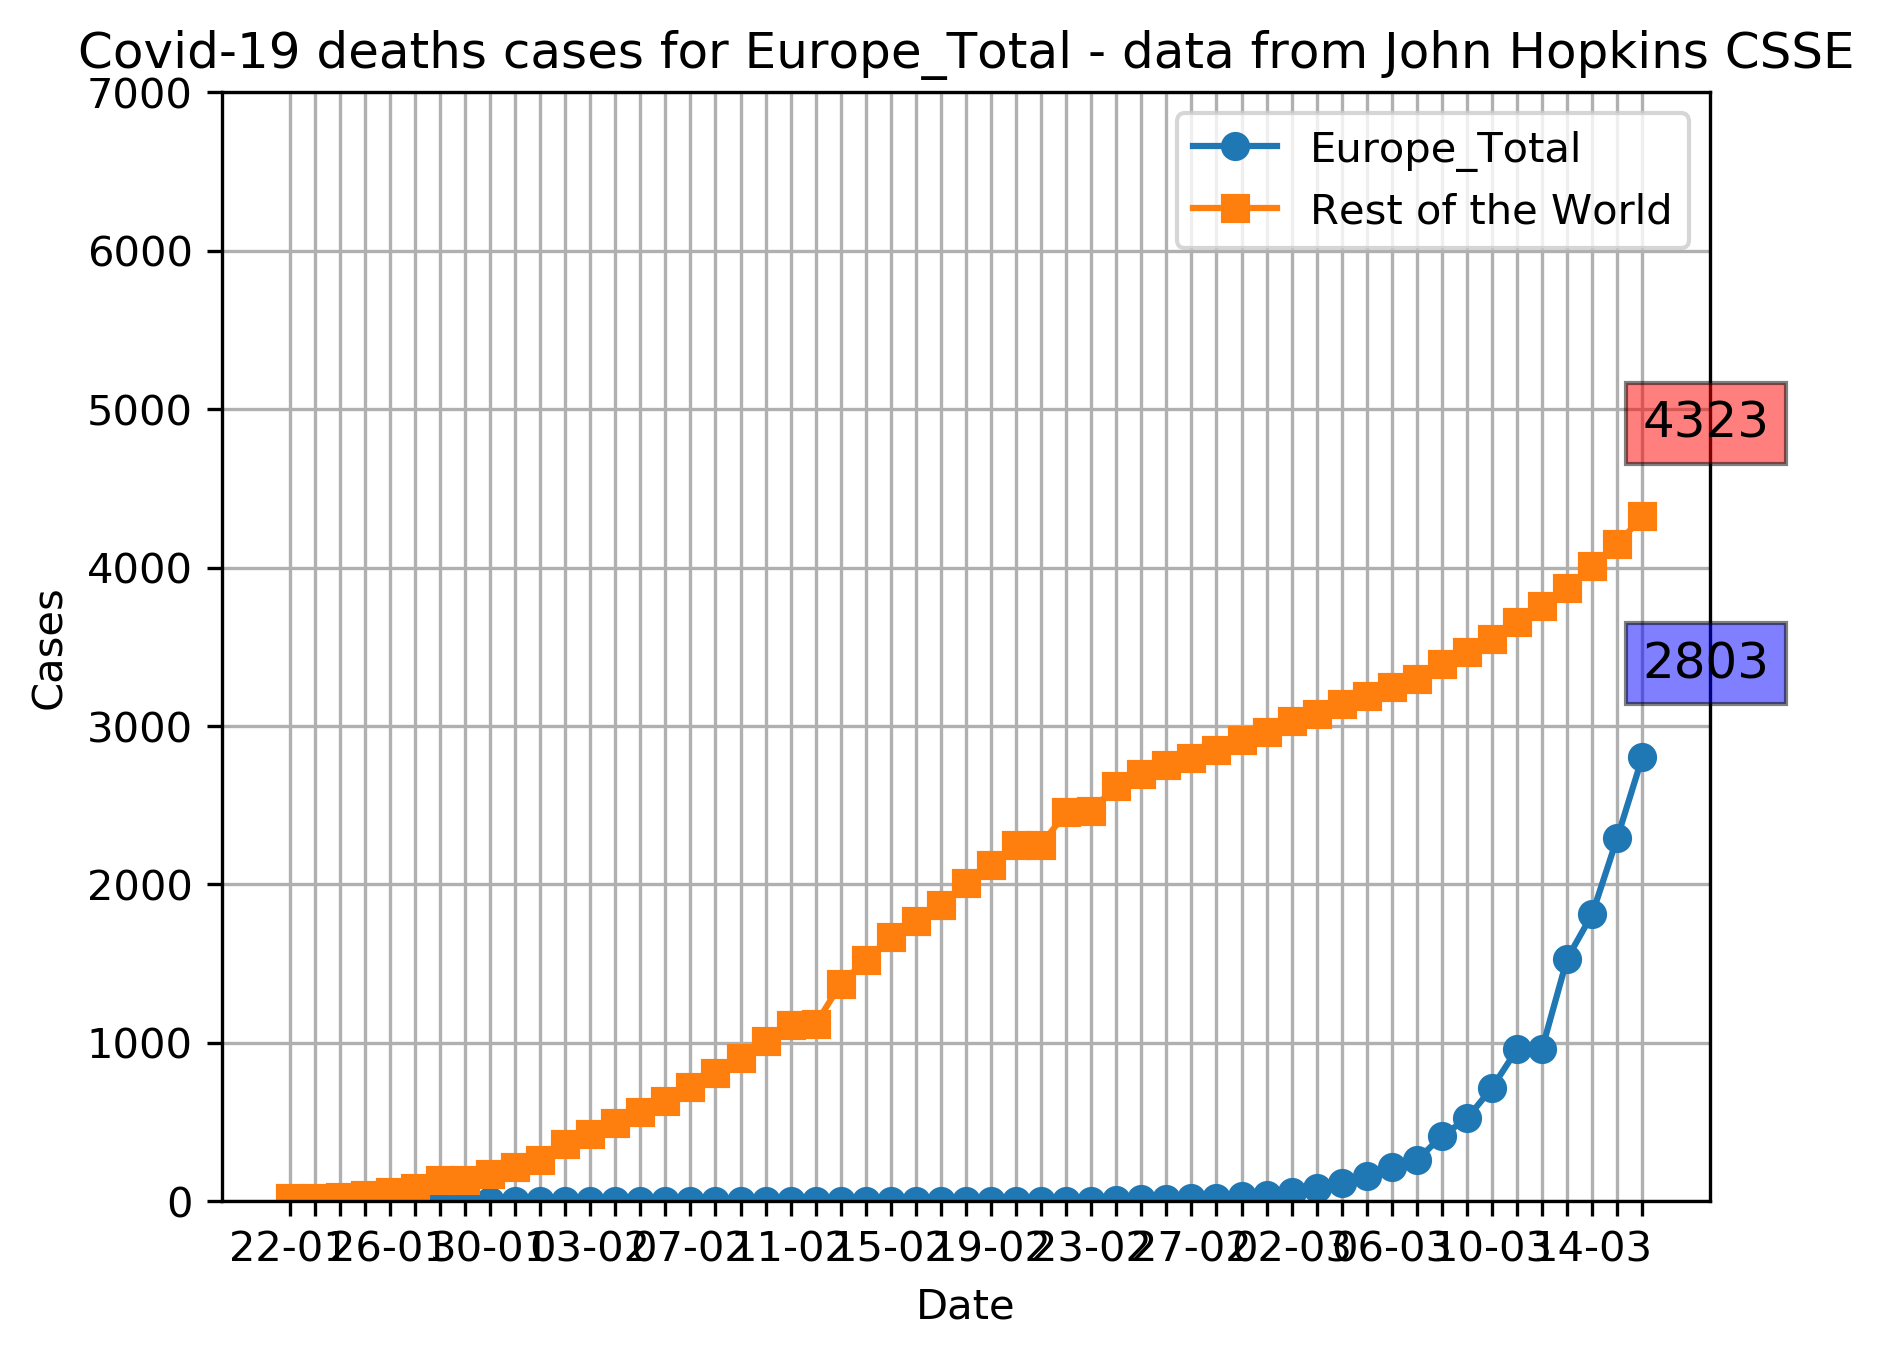 Covid-19 deaths cases for Europe_Total - data from John Hopkins CSSE
7000
6000
5000
4000
3000
2000
1000
0
Cases
Europe_Total
Rest of the World
4323
2803
22-01 26-01 30-01 03-02 07-02 11-02 15-02 19-02 23-02 27-02 02-03 06-03 10-03 14-03
Date